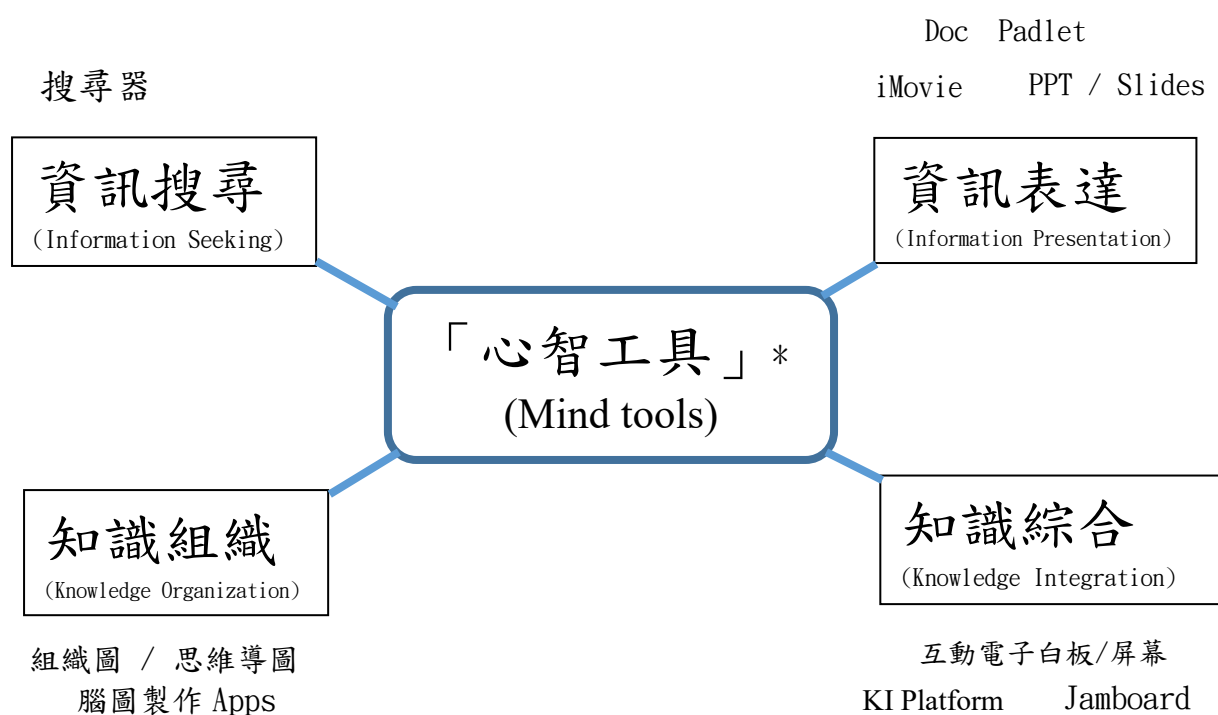 搜尋器
資訊搜尋
(Information Seeking)
Doc Padlet
iMovie PPT / Slides
資訊表達
(Information Presentation)
「心智工具」*
(Mind tools)
知識組織
(Knowledge Organization)
組織圖 / 思維導圖
腦圖製作 Apps
知識綜合
(Knowledge Integration)
互動電子白板/屏幕
KI Platform Jamboard